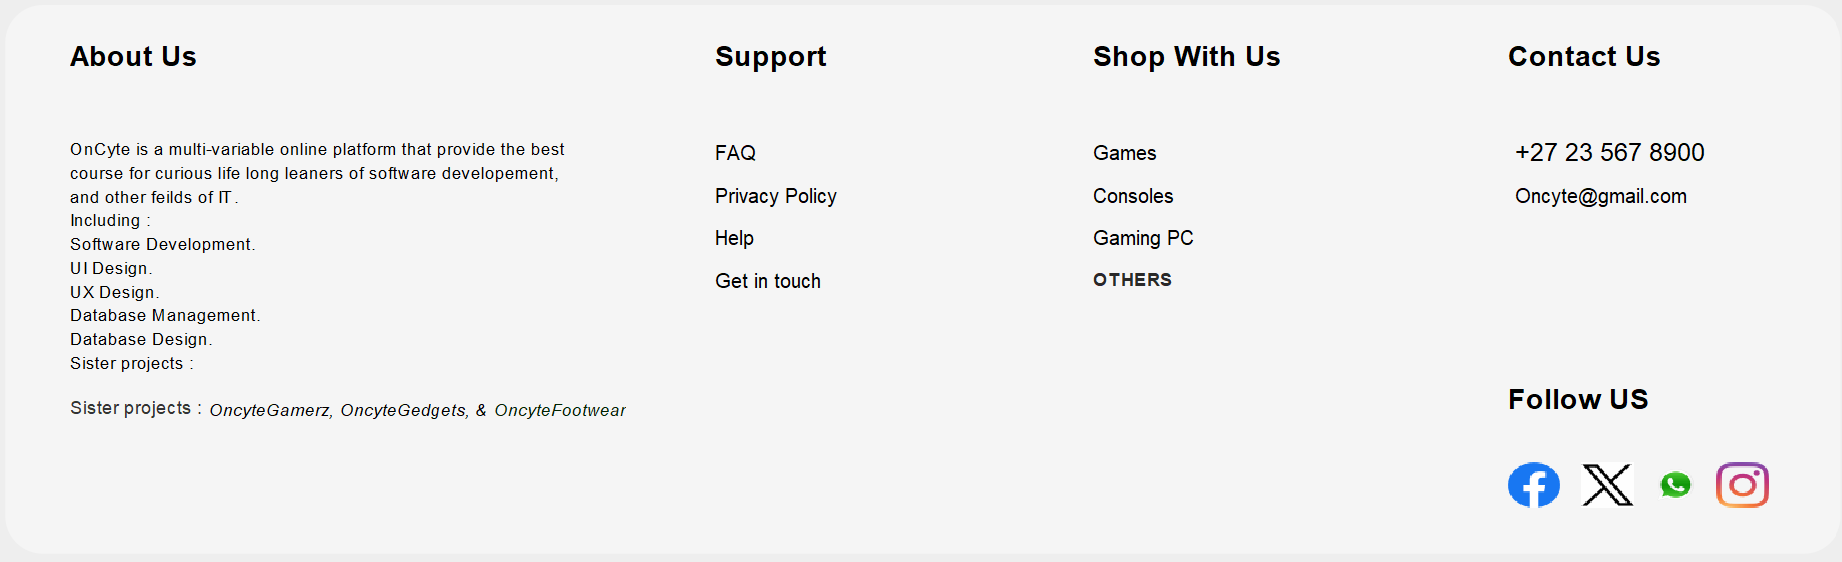 About Us
OnCyte is a multi-variable online platform that provide the best
course for curious life long leaners of software developement,
and other feilds of IT.
Including :
Software Development.
UI Design.
UX Design.
Database Management.
Database Design.
Sister projects :
Sister projects : OncyteGamerz, OncyteGedgets, & OncyteFootwear
Support
FAQ
Privacy Policy
Help
Get in touch
Shop With Us
Games
Consoles
Gaming PC
OTHERS
Contact Us
+27 23 567 8900
Oncyte@gmail.com
Follow US